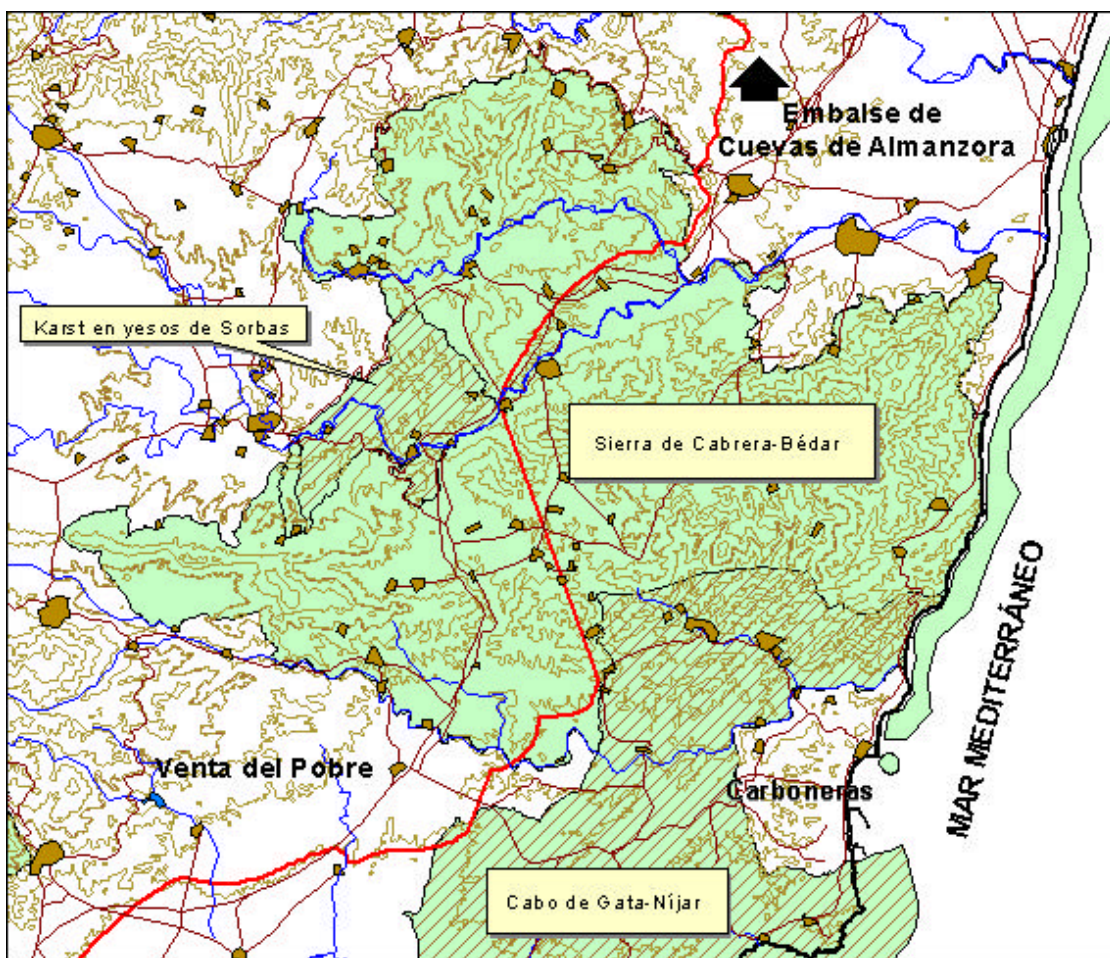 Embalse de
Cuevas de Almanzora
Karst en yesos de Sorbas
Sierra de Cabrera-Bédar
MAR MEDITERRÁNEO
Venta del Pobre
Carboneras
Cabo de Gata-Níjar